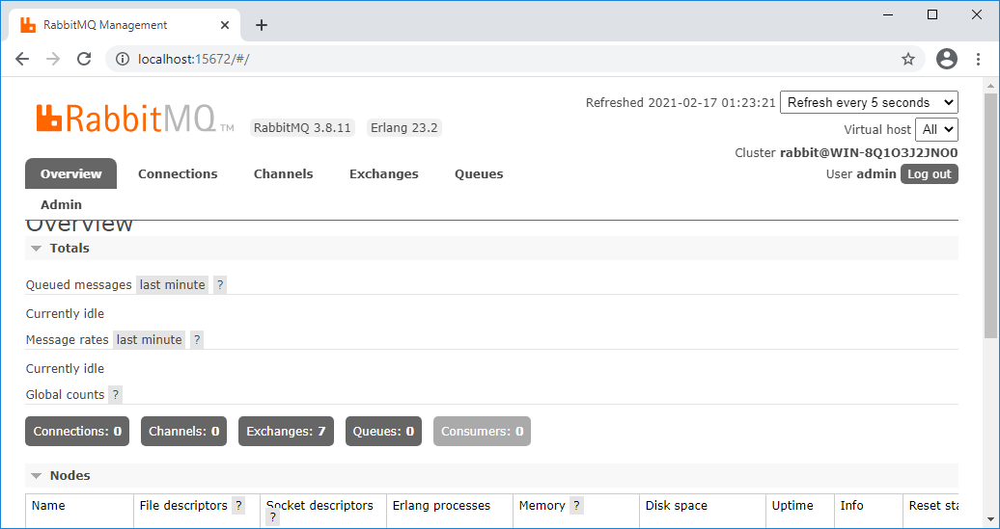 RabbitMQ Management
localhost:15672/#/
RabbitMQ TM
RabbitMQ 3.8.11 Erlang 23.2
Refreshed 2021-02-17 01:23:21 Refresh every 5 seconds
Virtual host All
Cluster rabbit@WIN-8Q1O3J2JNO0
User admin Log out
Overview Connections Channels Exchanges Queues
Admin
Overview
Totals
Queued messages last minute ?
Currently idle
Message rates last minute ?
Currently idle
Global counts ?
Connections: 0 Channels: 0 Exchanges: 7 Queues: 0 Consumers: 0
Nodes
Name File descriptors ? Socket descriptors ? Erlang processes Memory ? Disk space Uptime Info Reset sta